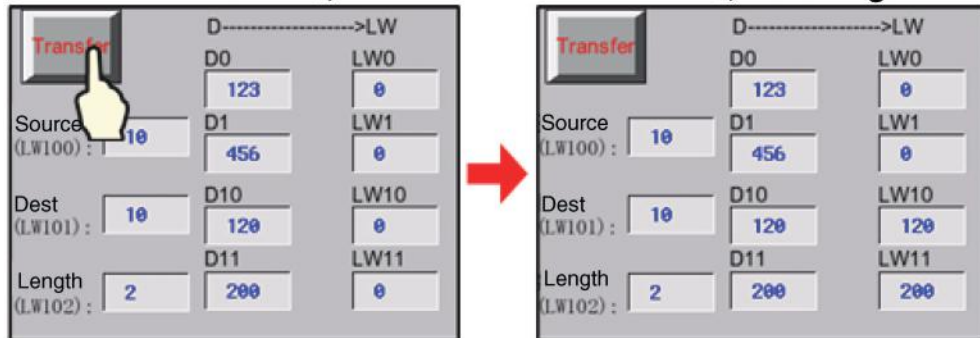 Transfer
D------------------->LW
D0 LW0
123 0
Source D1 LW1
(LW100): 10 456 0
Dest D10 LW10
(LW101): 10 120 0
Length D11 LW11
(LW102): 2 200 0
Transfer
D------------------->LW
D0 LW0
123 0
Source D1 LW1
(LW100): 10 456 0
Dest D10 LW10
(LW101): 10 120 120
Length D11 LW11
(LW102): 2 200 200